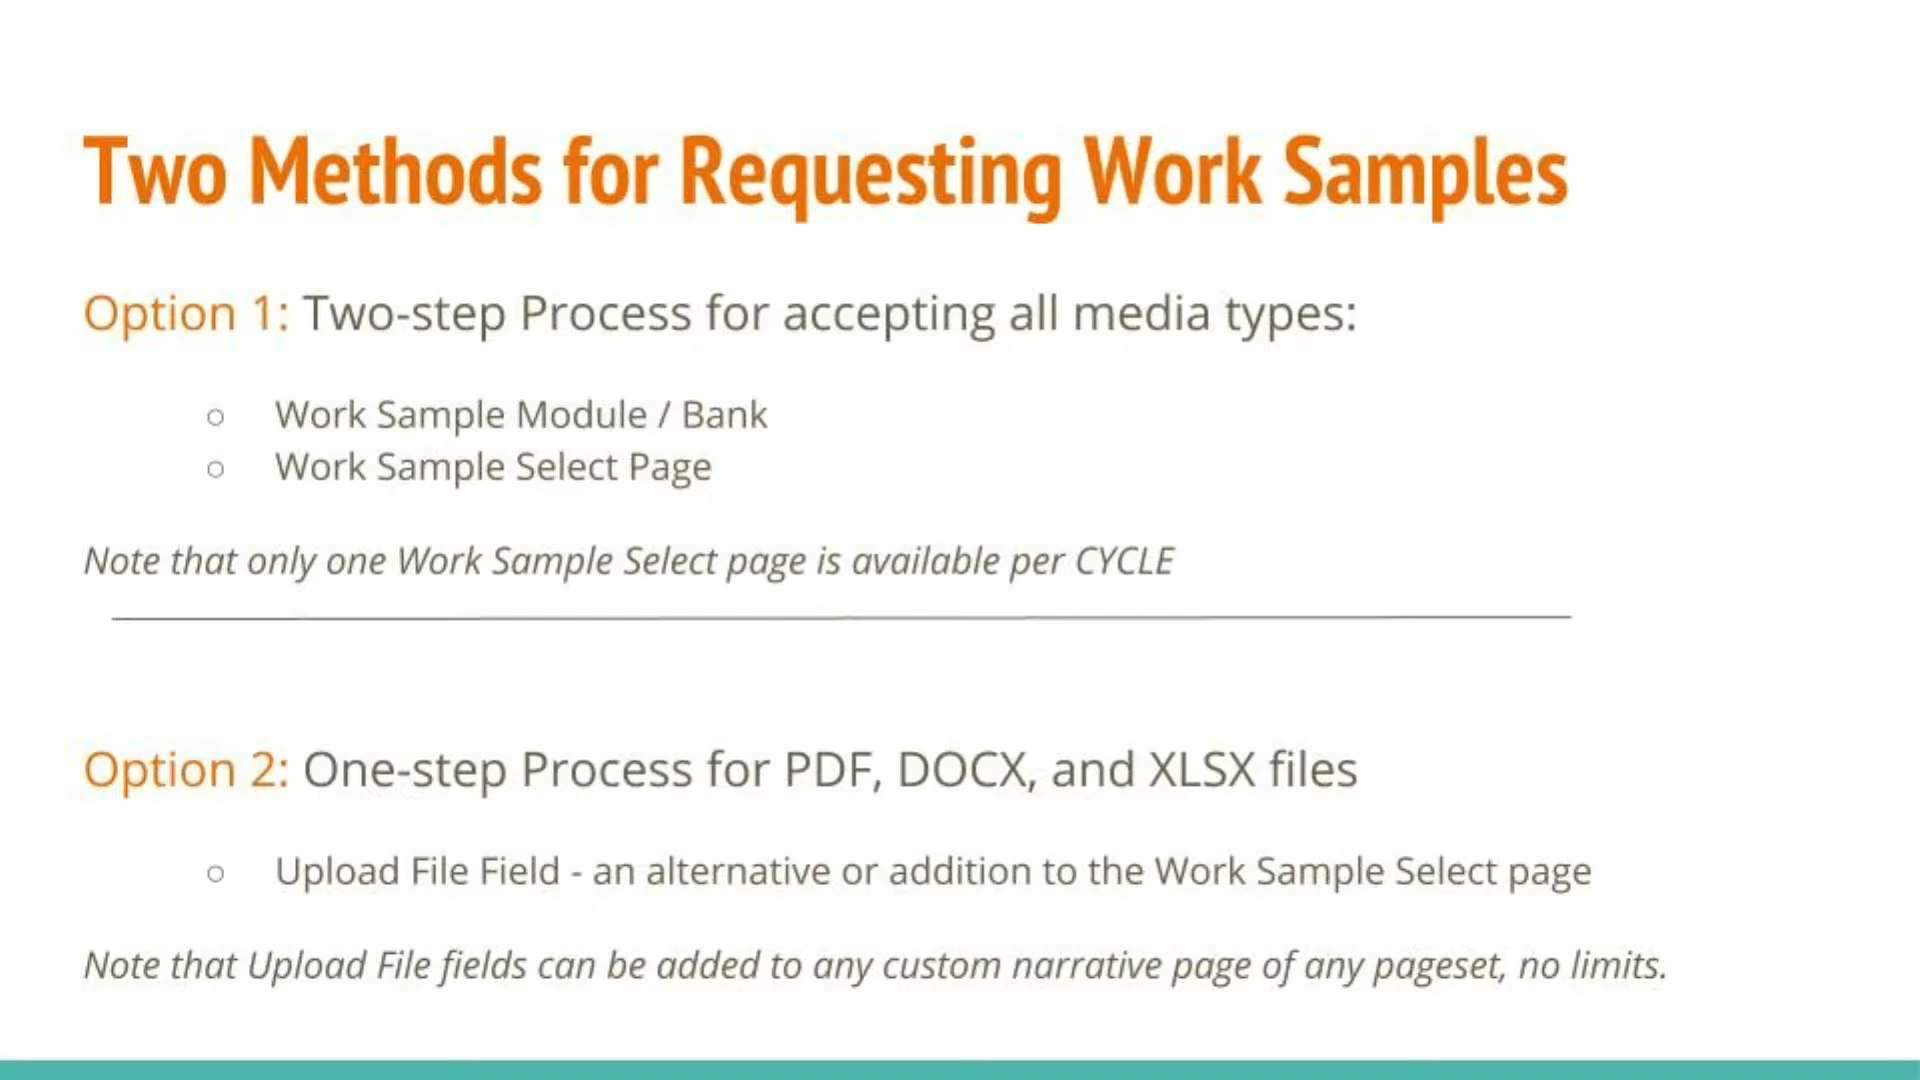 Two Methods for Requesting Work Samples
Option 1: Two-step Process for accepting all media types:
○ Work Sample Module / Bank
○ Work Sample Select Page
Note that only one Work Sample Select page is available per CYCLE
Option 2: One-step Process for PDF, DOCX, and XLSX files
○ Upload File Field - an alternative or addition to the Work Sample Select page
Note that Upload File fields can be added to any custom narrative page of any pageset, no limits.